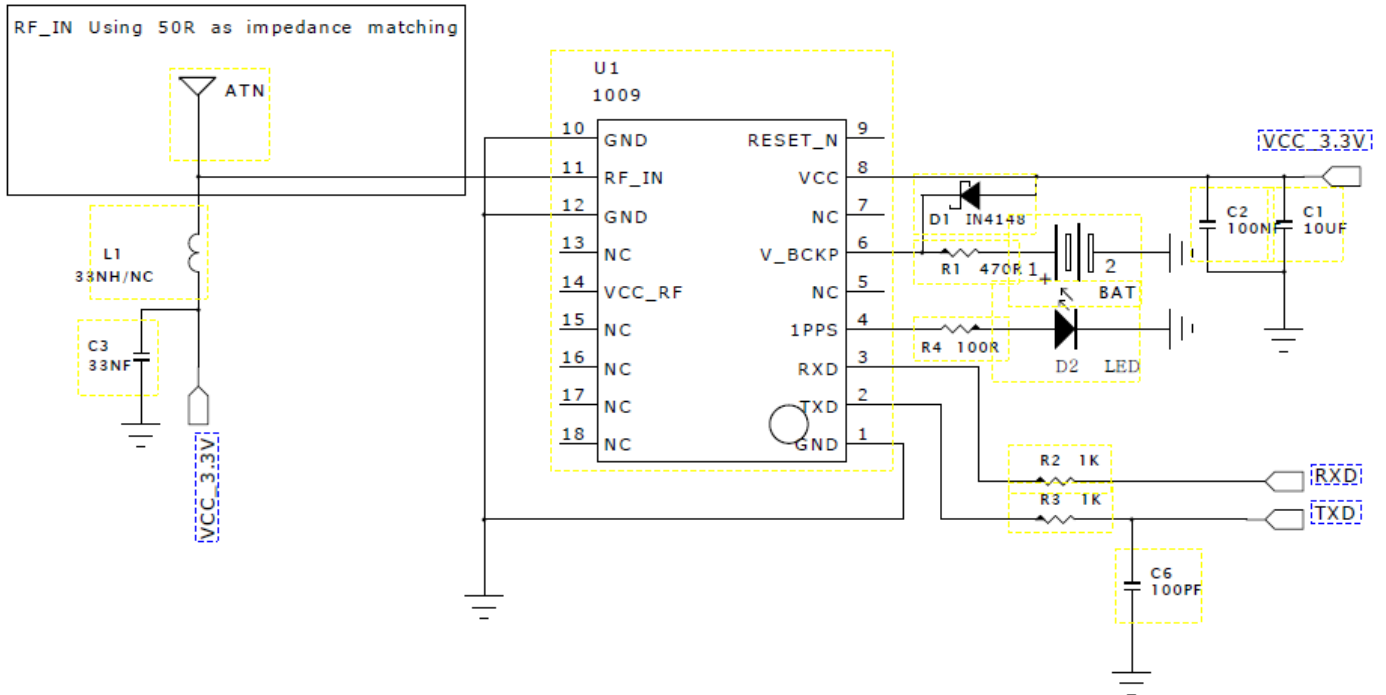 RF_IN Using 50R as impedance matching
ATN
L1
33NH/NC
C3
33NF
VCC_3.3V
U1
1009
10 GND
11 RF_IN
12 GND
13 NC
14 VCC_RF
15 NC
16 NC
17 NC
18 NC
RESET_N 9
VCC 8
NC 7
V_BCKP 6
NC 5
1PPS 4
RXD 3
TXD 2
GND 1
VCC_3.3V
D1 IN4148
C2
100NF
C1
10UF
R1 470R
1 + 2
BAT
R4 100R
D2 LED
R2 1K
RXD
R3 1K
TXD
C6
100PF